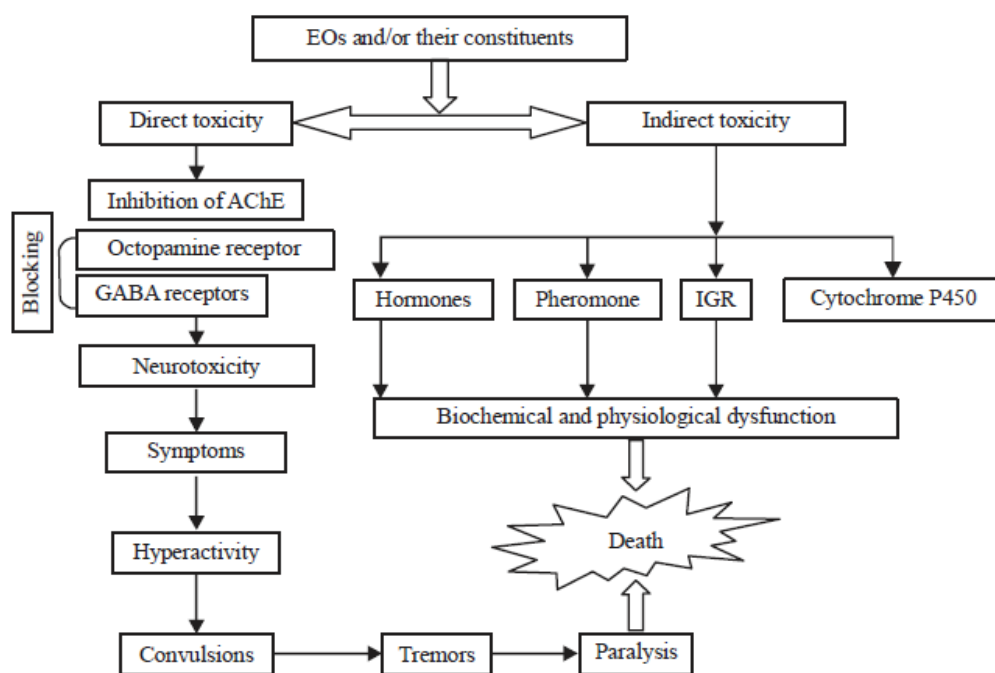 EOs and/or their constituents
Direct toxicity
Indirect toxicity
Inhibition of AChE
Blocking
Octopamine receptor
GABA receptors
Hormones
Pheromone
IGR
Cytochrome P450
Neurotoxicity
Biochemical and physiological dysfunction
Symptoms
Hyperactivity
Death
Convulsions
Tremors
Paralysis